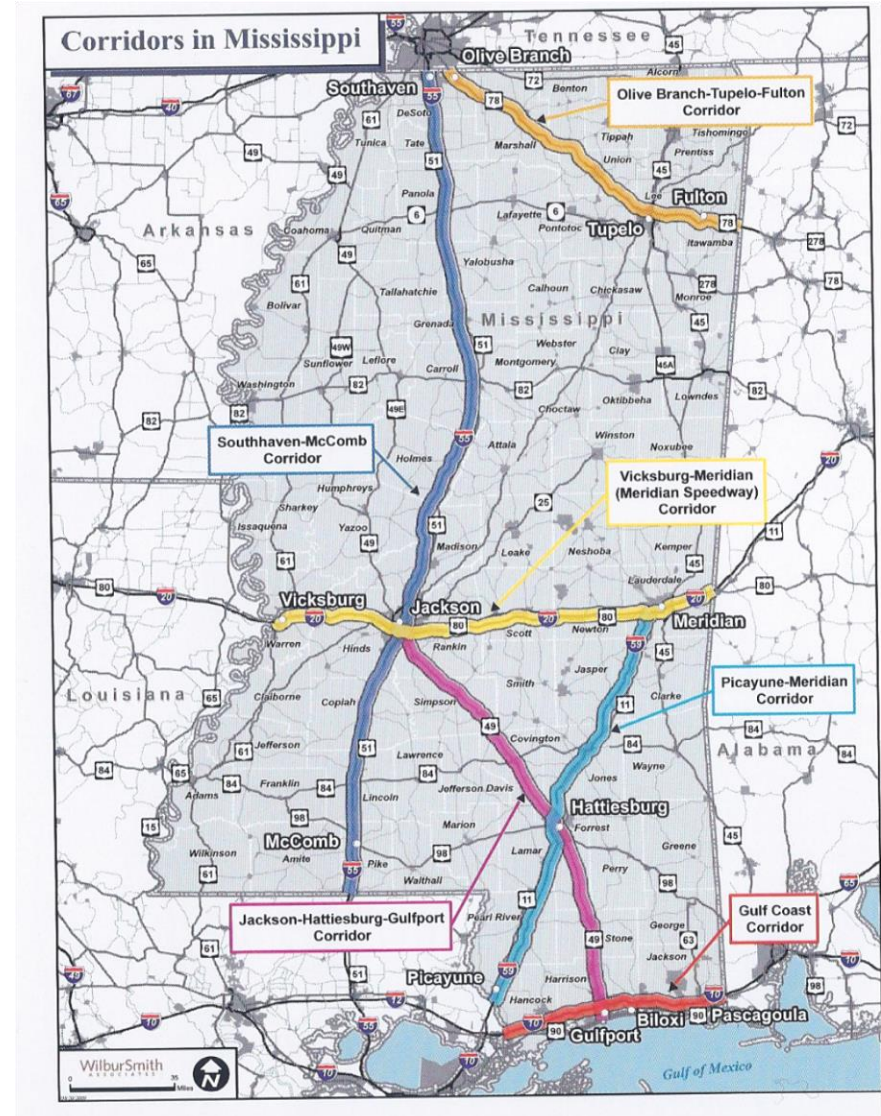 Corridors in Mississippi
Tennessee
Olive Branch
Southaven
Alcorn
Benton
Olive Branch-Tupelo-Fulton
Corridor
DeSoto
Tunica
Tate
Marshall
Tippah
Tishomingo
Union
Prentiss
Panola
Lee
Fulton
Arkansas
Coahoma
Quitman
Lafayette
Pontotoc
Tupelo
Itawamba
Yalobusha
Tallahatchie
Calhoun
Chickasaw
Monroe
Bolivar
Grenada
Mississippi
Sunflower
Leflore
Webster
Clay
Montgomery
Carroll
Washington
Oktibbeha
Lowndes
Choctaw
Southhaven-McComb
Corridor
Winston
Attala
Noxubee
Holmes
Vicksburg-Meridian
(Meridian Speedway)
Corridor
Humphreys
Sharkey
Issaquena
Yazoo
Madison
Leake
Neshoba
Kemper
Lauderdale
Vicksburg
Jackson
Meridian
Warren
Hinds
Rankin
Scott
Newton
Louisiana
Claiborne
Copiah
Simpson
Smith
Jasper
Clarke
Picayune-Meridian
Corridor
Alabama
Jefferson
Lawrence
Covington
Wayne
Jones
Adams
Franklin
Lincoln
Jefferson Davis
Hattiesburg
McComb
Marion
Forrest
Wilkinson
Amite
Pike
Walthall
Lamar
Perry
Greene
Jackson-Hattiesburg-Gulfport
Corridor
Pearl River
Gulf Coast
Corridor
George
Stone
Jackson
Picayune
Harrison
Hancock
Biloxi
Pascagoula
Gulfport
Gulf of Mexico
WilburSmith
ASSOCIATES
N
0 35
Miles